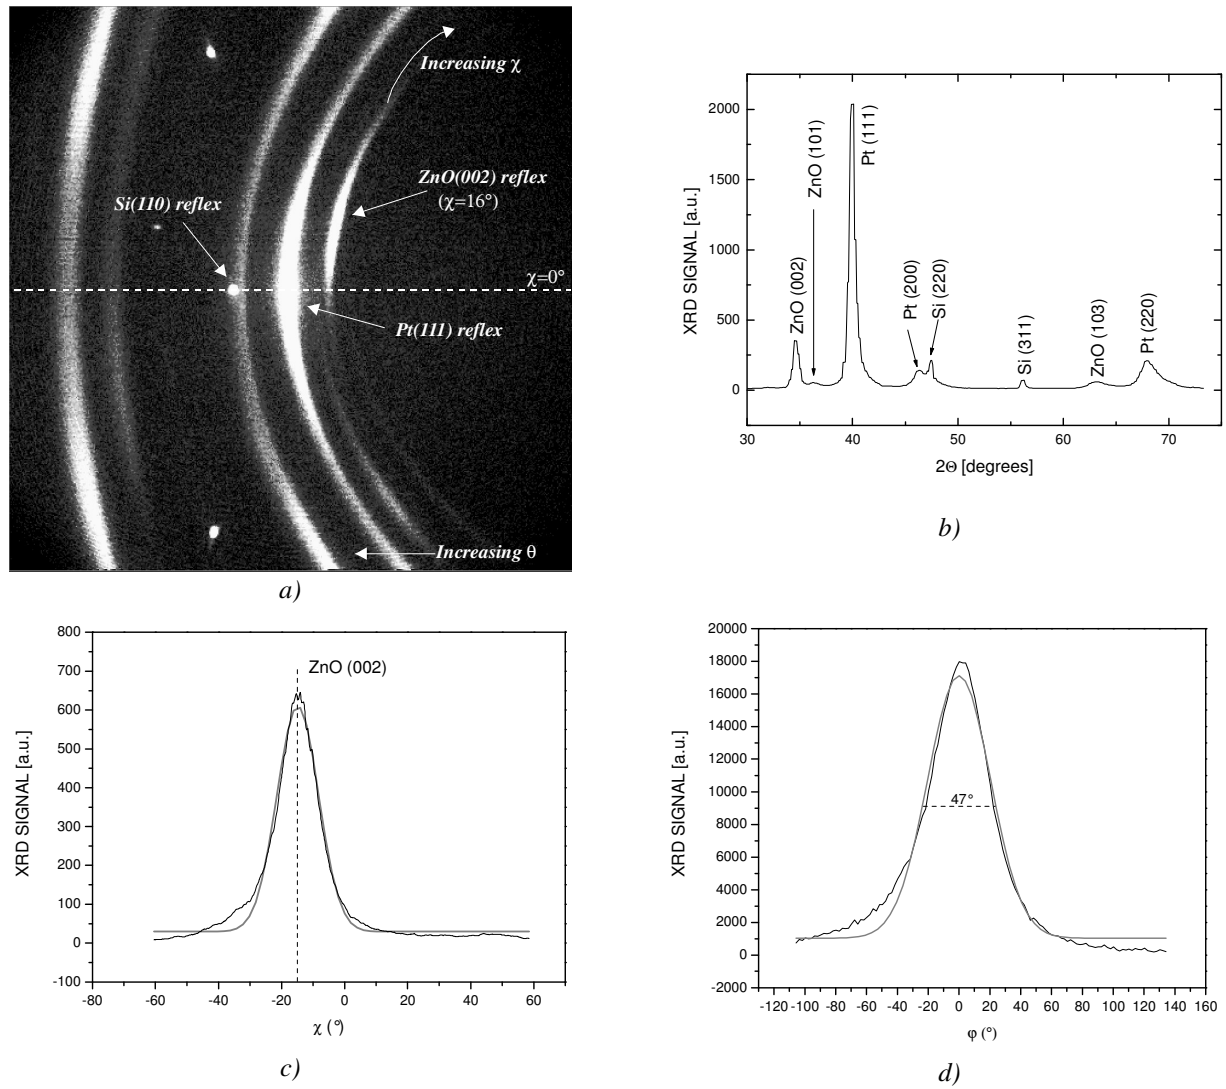 Increasing χ
ZnO(002) reflex
(χ=16°)
Si(110) reflex
χ=0°
Pt(111) reflex
Increasing θ
a)
XRD SIGNAL [a.u.]
2000
1500
1000
500
0
ZnO (002)
ZnO (101)
Pt (111)
Pt (200)
Si (220)
Si (311)
ZnO (103)
Pt (220)
30 40 50 60 70
2Θ [degrees]
b)
XRD SIGNAL [a.u.]
800
700
600
500
400
300
200
100
0
-100
ZnO (002)
-80 -60 -40 -20 0 20 40 60
χ (°)
c)
XRD SIGNAL [a.u.]
20000
18000
16000
14000
12000
10000
8000
6000
4000
2000
0
-2000
47°
-120 -100 -80 -60 -40 -20 0 20 40 60 80 100 120 140 160
φ (°)
d)